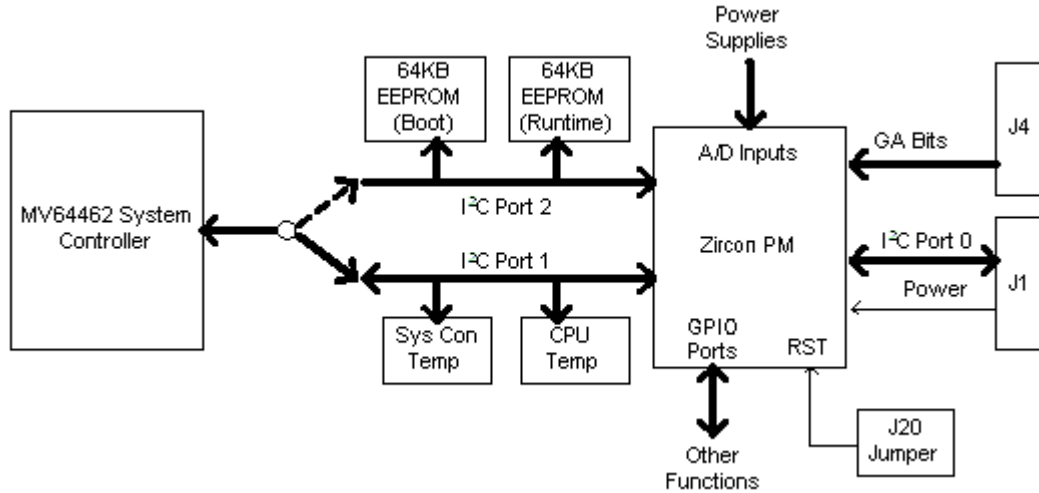 Power
Supplies
64KB
EEPROM
(Boot)
64KB
EEPROM
(Runtime)
J4
A/D Inputs
GA Bits
MV64462 System
Controller
I²C Port 2
Zircon PM
I²C Port 0
I²C Port 1
J1
Power
Sys Con
Temp
CPU
Temp
GPIO
Ports
RST
J20
Jumper
Other
Functions